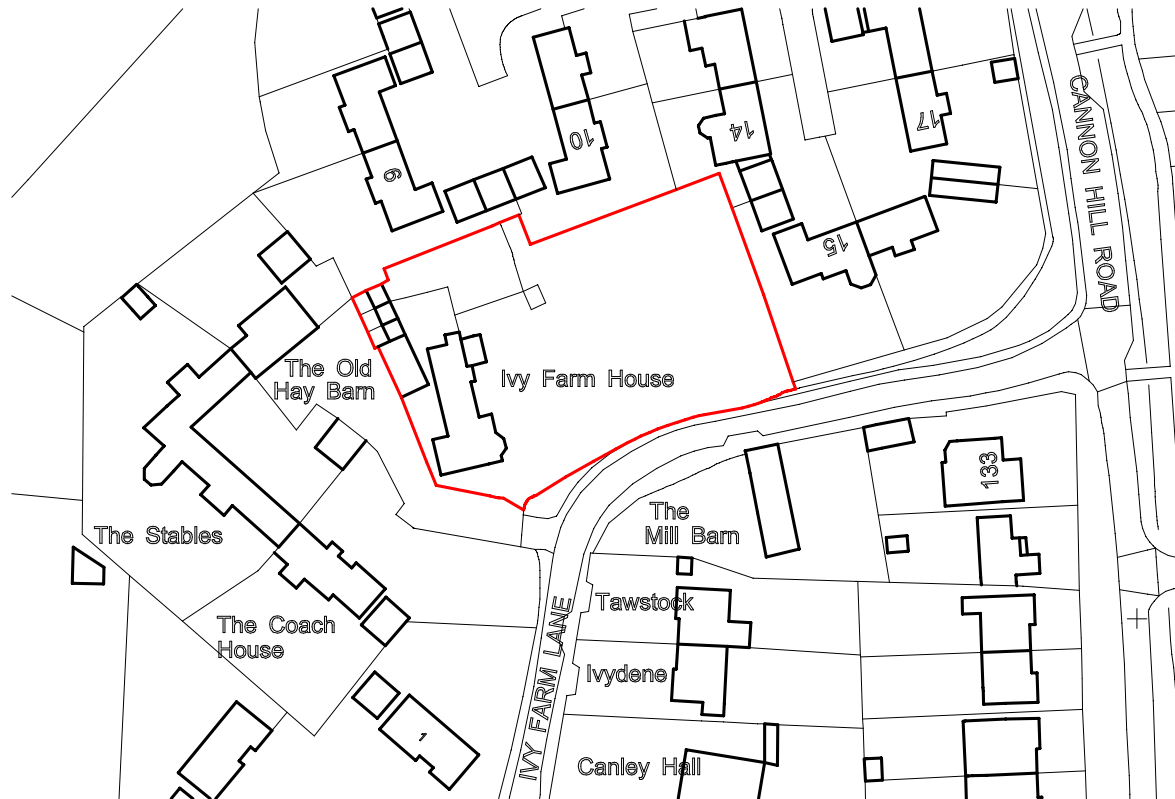 CANNON HILL ROAD
17
14
10
6
15
The Old
Hay Barn
Ivy Farm House
133
The
Mill Barn
The Stables
Tawstock
The Coach
House
Ivydene
IVY FARM LANE
1
Canley Hall